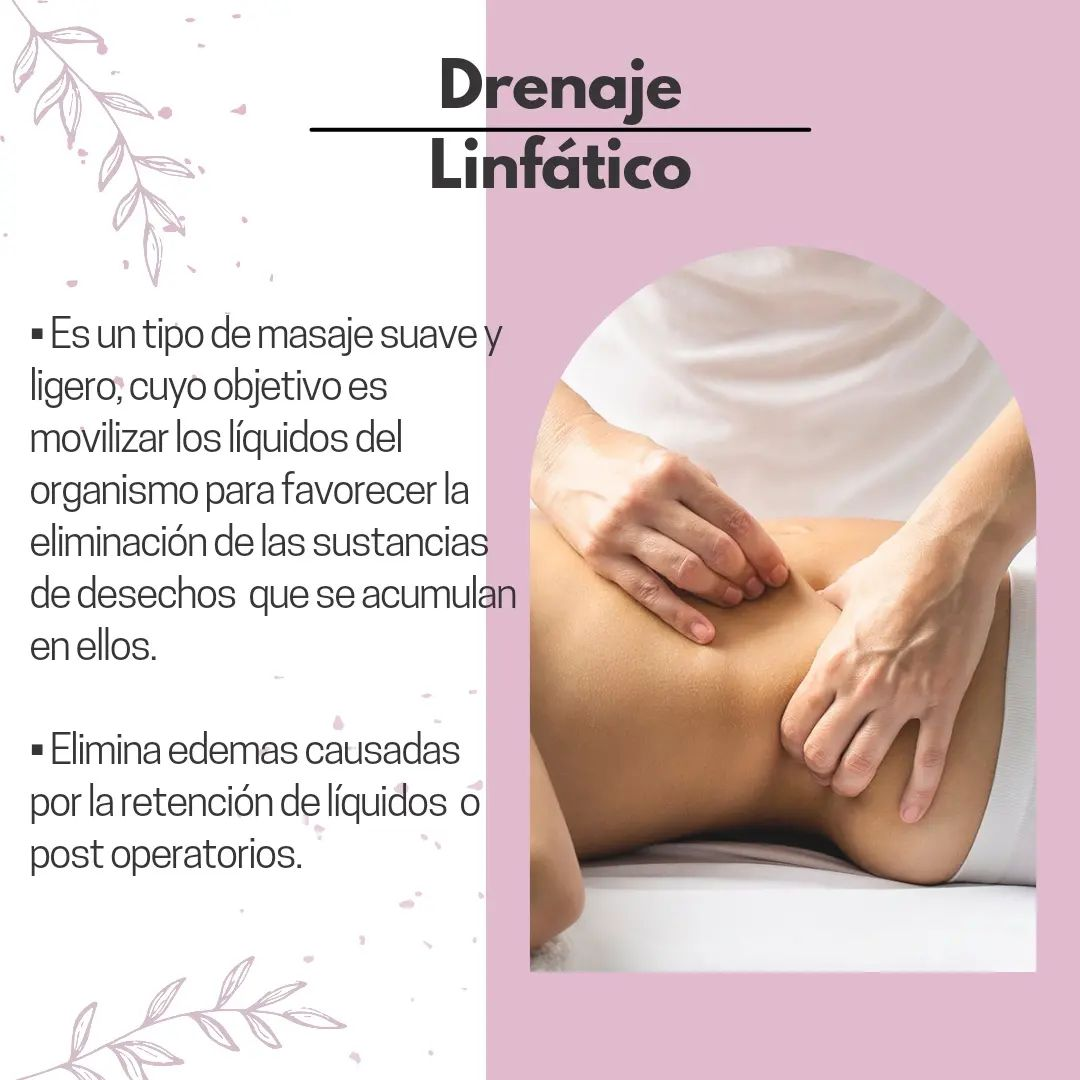 Drenaje
Linfático
▪ Es un tipo de masaje suave y
ligero, cuyo objetivo es
movilizar los líquidos del
organismo para favorecer la
eliminación de las sustancias
de desechos que se acumulan
en ellos.
▪ Elimina edemas causadas
por la retención de líquidos o
post operatorios.